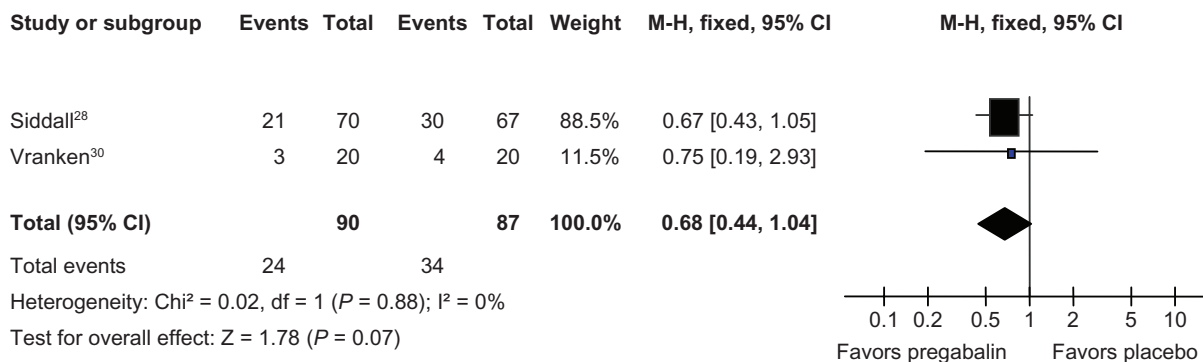 Study or subgroup Events Total Events Total Weight M-H, fixed, 95% CI M-H, fixed, 95% CI
Siddall²⁸ 21 70 30 67 88.5% 0.67 [0.43, 1.05]
Vranken³⁰ 3 20 4 20 11.5% 0.75 [0.19, 2.93]
Total (95% CI) 90 87 100.0% 0.68 [0.44, 1.04]
Total events 24 34
Heterogeneity: Chi² = 0.02, df = 1 (P = 0.88); I² = 0%
Test for overall effect: Z = 1.78 (P = 0.07)
0.1 0.2 0.5 1 2 5 10
Favors pregabalin Favors placebo